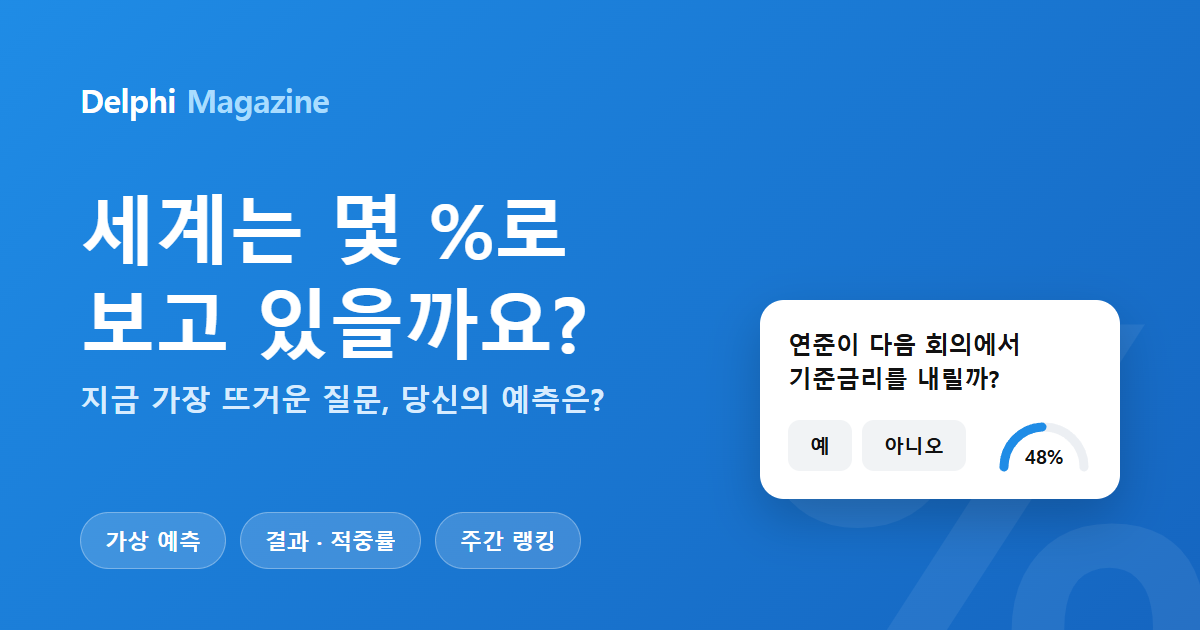 Delphi Magazine
세계는 몇 %로
보고 있을까요?
지금 가장 뜨거운 질문, 당신의 예측은?
연준이 다음 회의에서
기준금리를 내릴까?
예
아니오
48%
가상 예측
결과 · 적중률
주간 랭킹
%